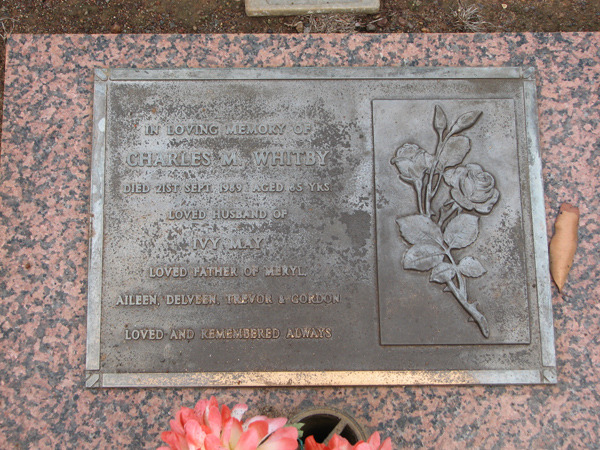 IN LOVING MEMORY OF
CHARLES M. WHITBY
DIED 21ST SEPT. 1989 AGED 85 YRS
LOVED HUSBAND OF
IVY MAY
LOVED FATHER OF MERYL,
AILEEN, DELVEEN, TREVOR & GORDON
LOVED AND REMEMBERED ALWAYS